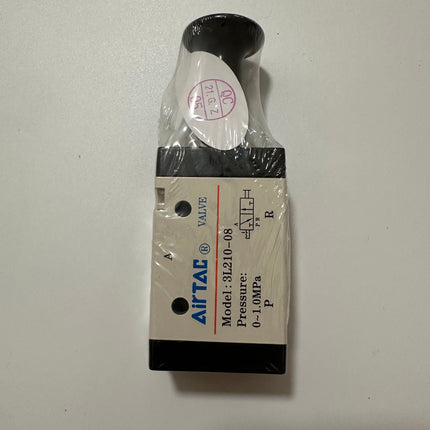 QC
A
AirTAC ® VALVE
A
P R
R
Model : 3L210-08
Pressure:
0~1.0MPa
P